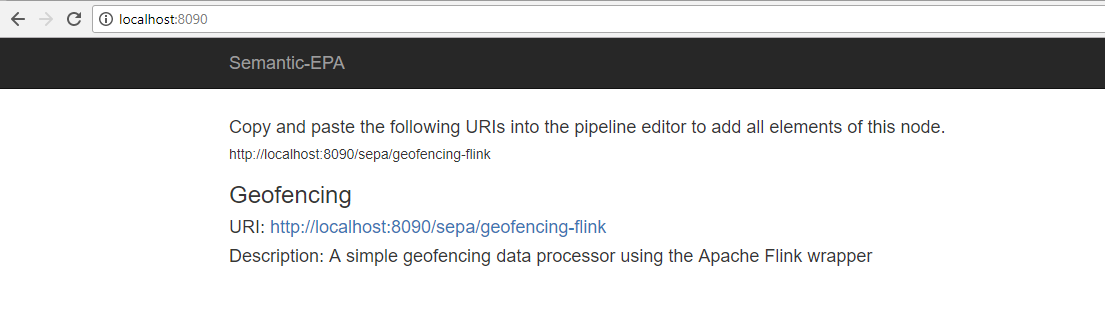 localhost:8090
Semantic-EPA
Copy and paste the following URIs into the pipeline editor to add all elements of this node.
http://localhost:8090/sepa/geofencing-flink
Geofencing
URI: http://localhost:8090/sepa/geofencing-flink
Description: A simple geofencing data processor using the Apache Flink wrapper